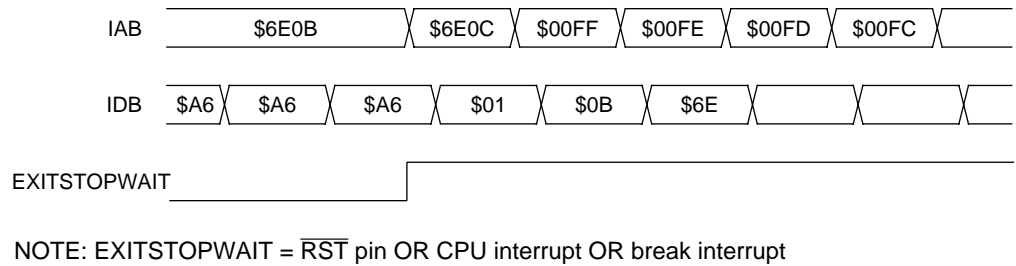 IAB $6E0B $6E0C $00FF $00FE $00FD $00FC
IDB $A6 $A6 $A6 $01 $0B $6E
EXITSTOPWAIT
NOTE: EXITSTOPWAIT = R̅S̅T̅ pin OR CPU interrupt OR break interrupt